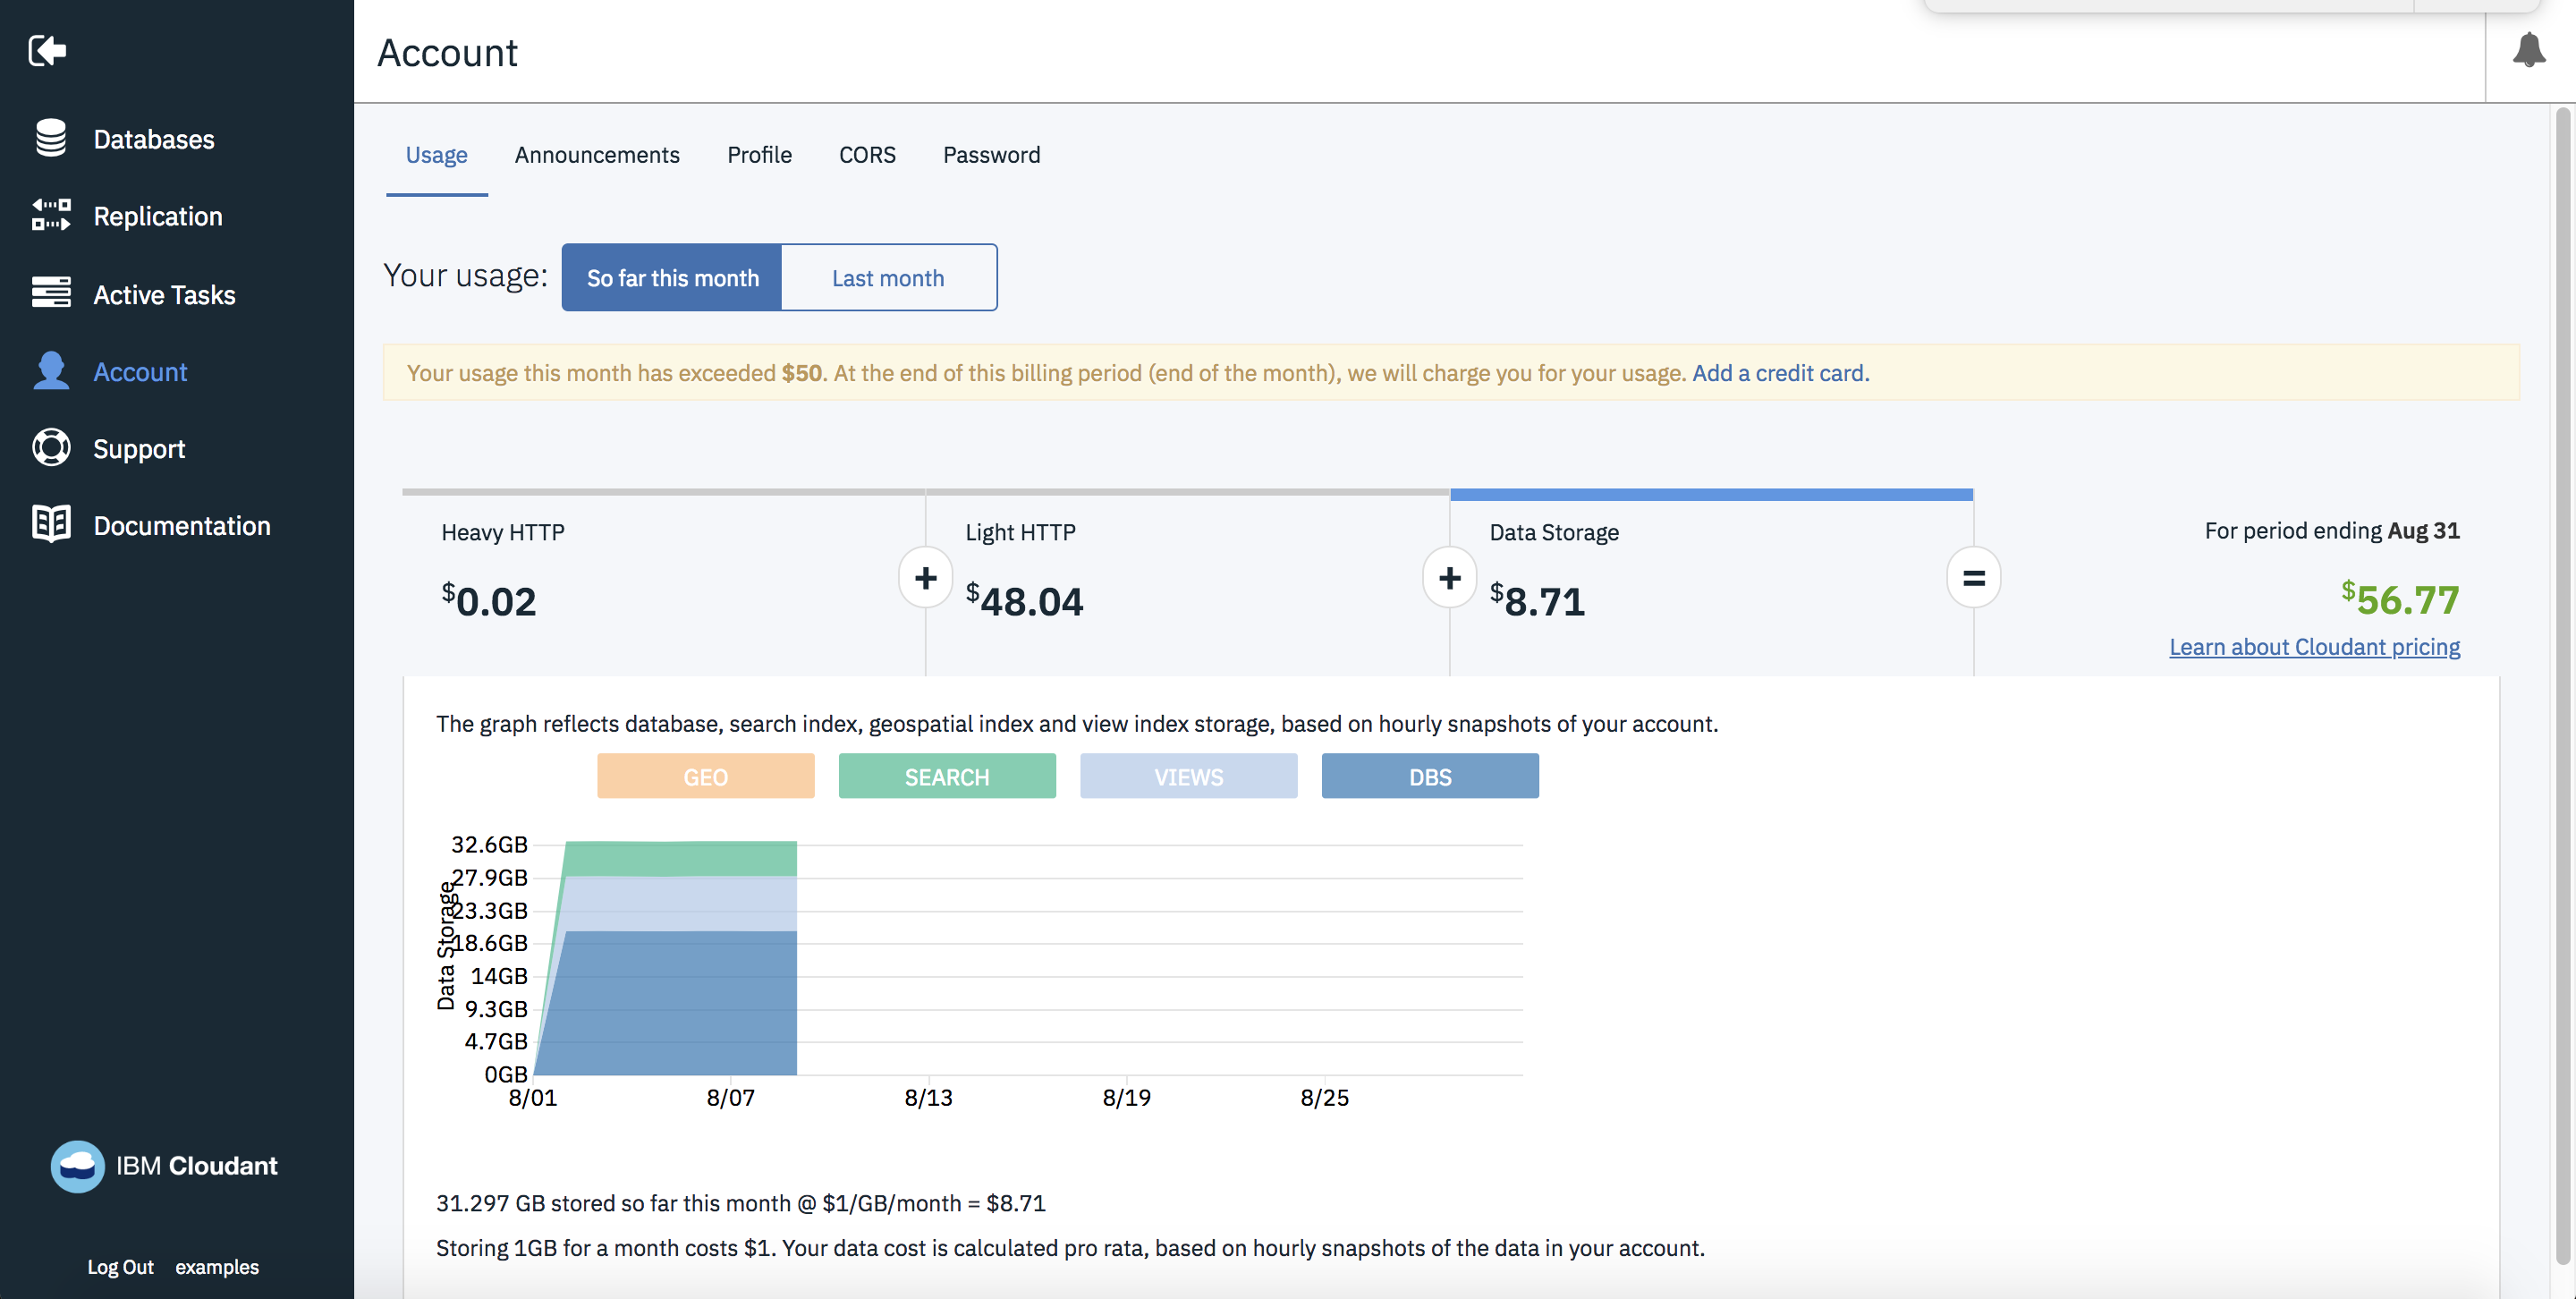 Account
Databases
Replication
Active Tasks
Account
Support
Documentation
IBM Cloudant
Log Out examples
Usage Announcements Profile CORS Password
Your usage: So far this month Last month
Your usage this month has exceeded $50. At the end of this billing period (end of the month), we will charge you for your usage. Add a credit card.
Heavy HTTP
$0.02
+
Light HTTP
$48.04
+
Data Storage
$8.71
=
For period ending Aug 31
$56.77
Learn about Cloudant pricing
The graph reflects database, search index, geospatial index and view index storage, based on hourly snapshots of your account.
GEO SEARCH VIEWS DBS
Data Storage
32.6GB
27.9GB
23.3GB
18.6GB
14GB
9.3GB
4.7GB
0GB
8/01 8/07 8/13 8/19 8/25
31.297 GB stored so far this month @ $1/GB/month = $8.71
Storing 1GB for a month costs $1. Your data cost is calculated pro rata, based on hourly snapshots of the data in your account.